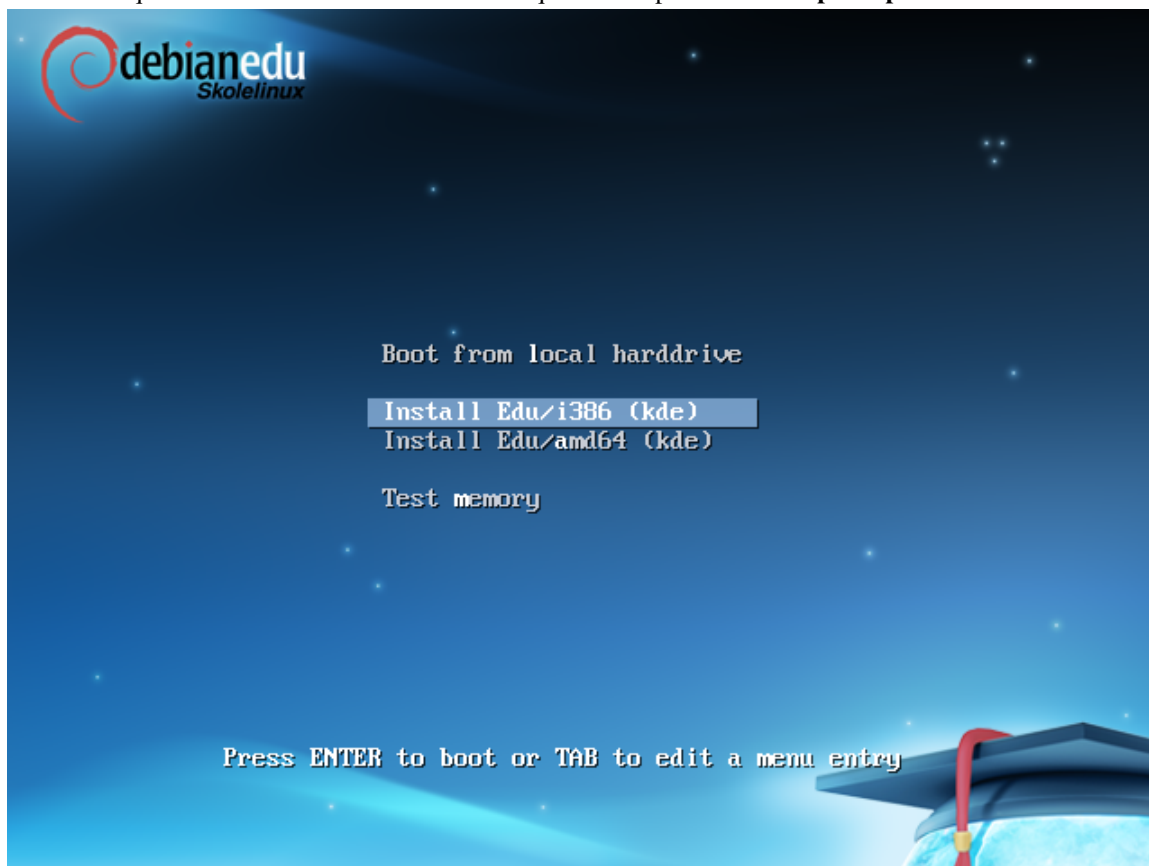 debianedu
Skolelinux
Boot from local harddrive
Install Edu/i386 (kde)
Install Edu/amd64 (kde)
Test memory
Press ENTER to boot or TAB to edit a menu entry